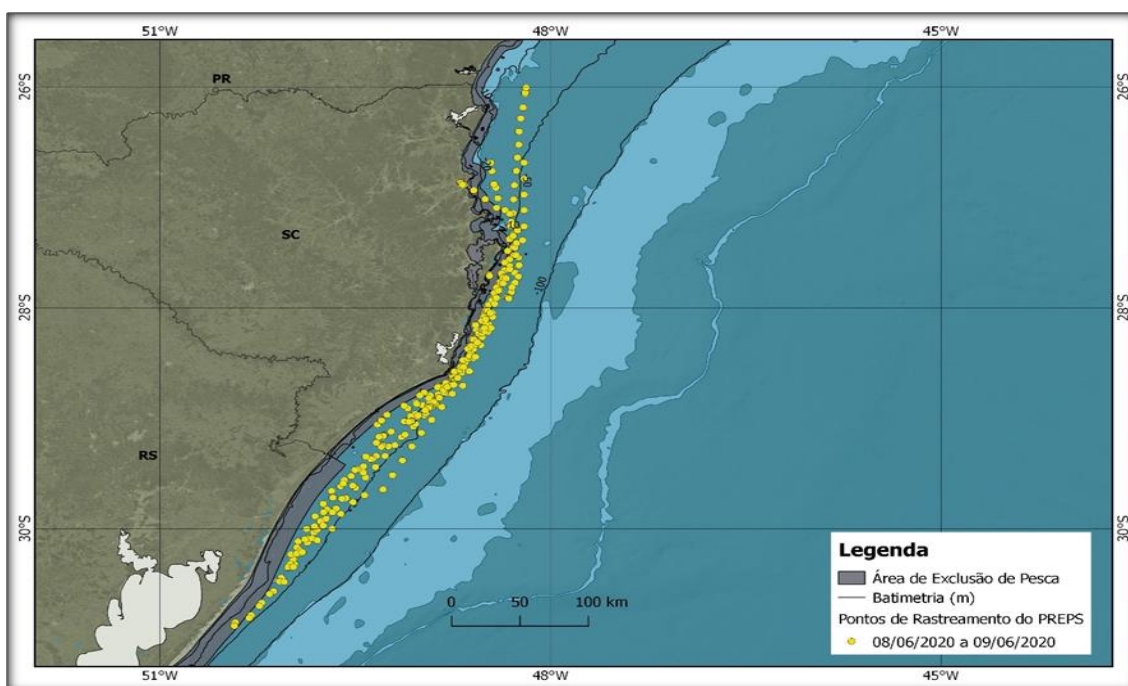 51°W 48°W 45°W
26°S 26°S
PR
-50
SC
-100
28°S 28°S
RS
30°S 30°S
0 50 100 km
Legenda
Área de Exclusão de Pesca
Batimetria (m)
Pontos de Rastreamento do PREPS
08/06/2020 a 09/06/2020
51°W 48°W 45°W